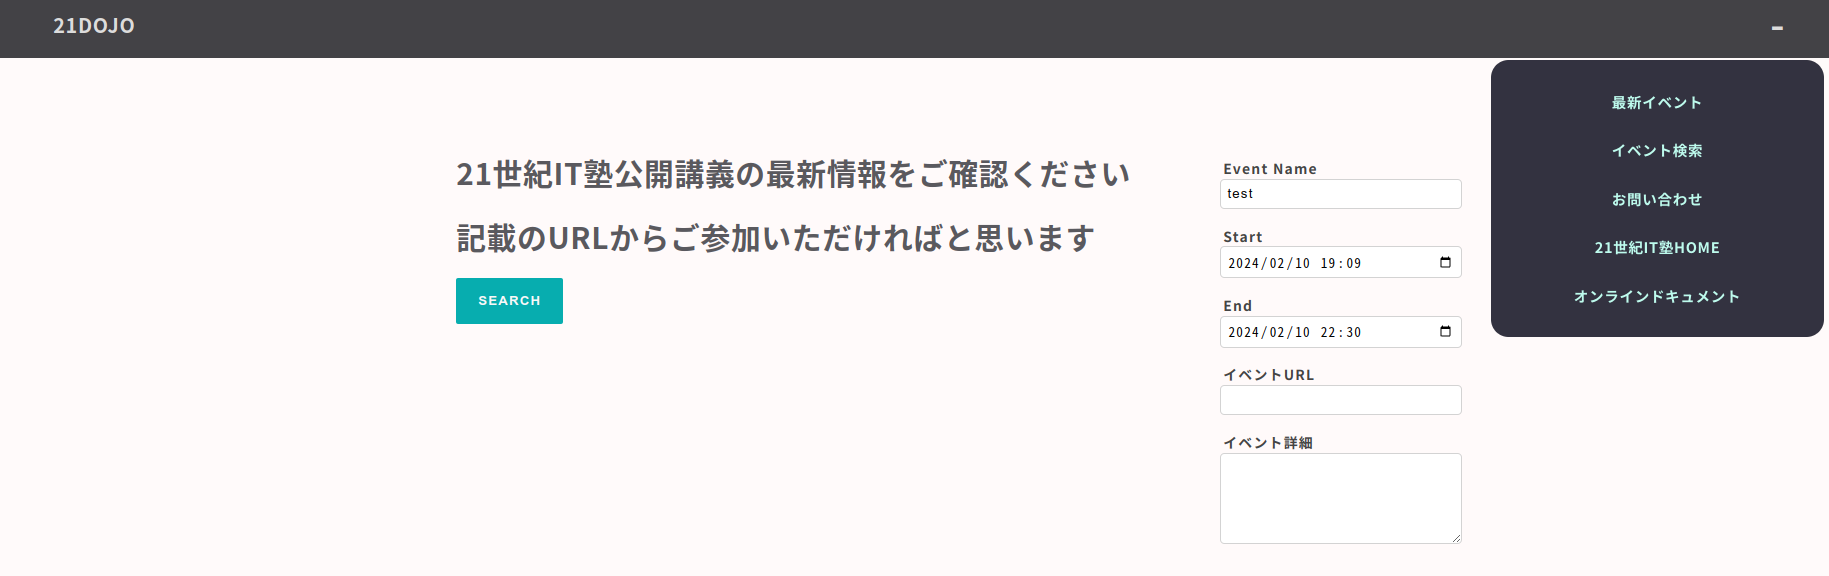 21DOJO
21世紀IT塾公開講義の最新情報をご確認ください
記載のURLからご参加いただければと思います
SEARCH
Event Name
test
Start
2024/02/10 19:09
End
2024/02/10 22:30
イベントURL
イベント詳細
最新イベント
イベント検索
お問い合わせ
21世紀IT塾HOME
オンラインドキュメント